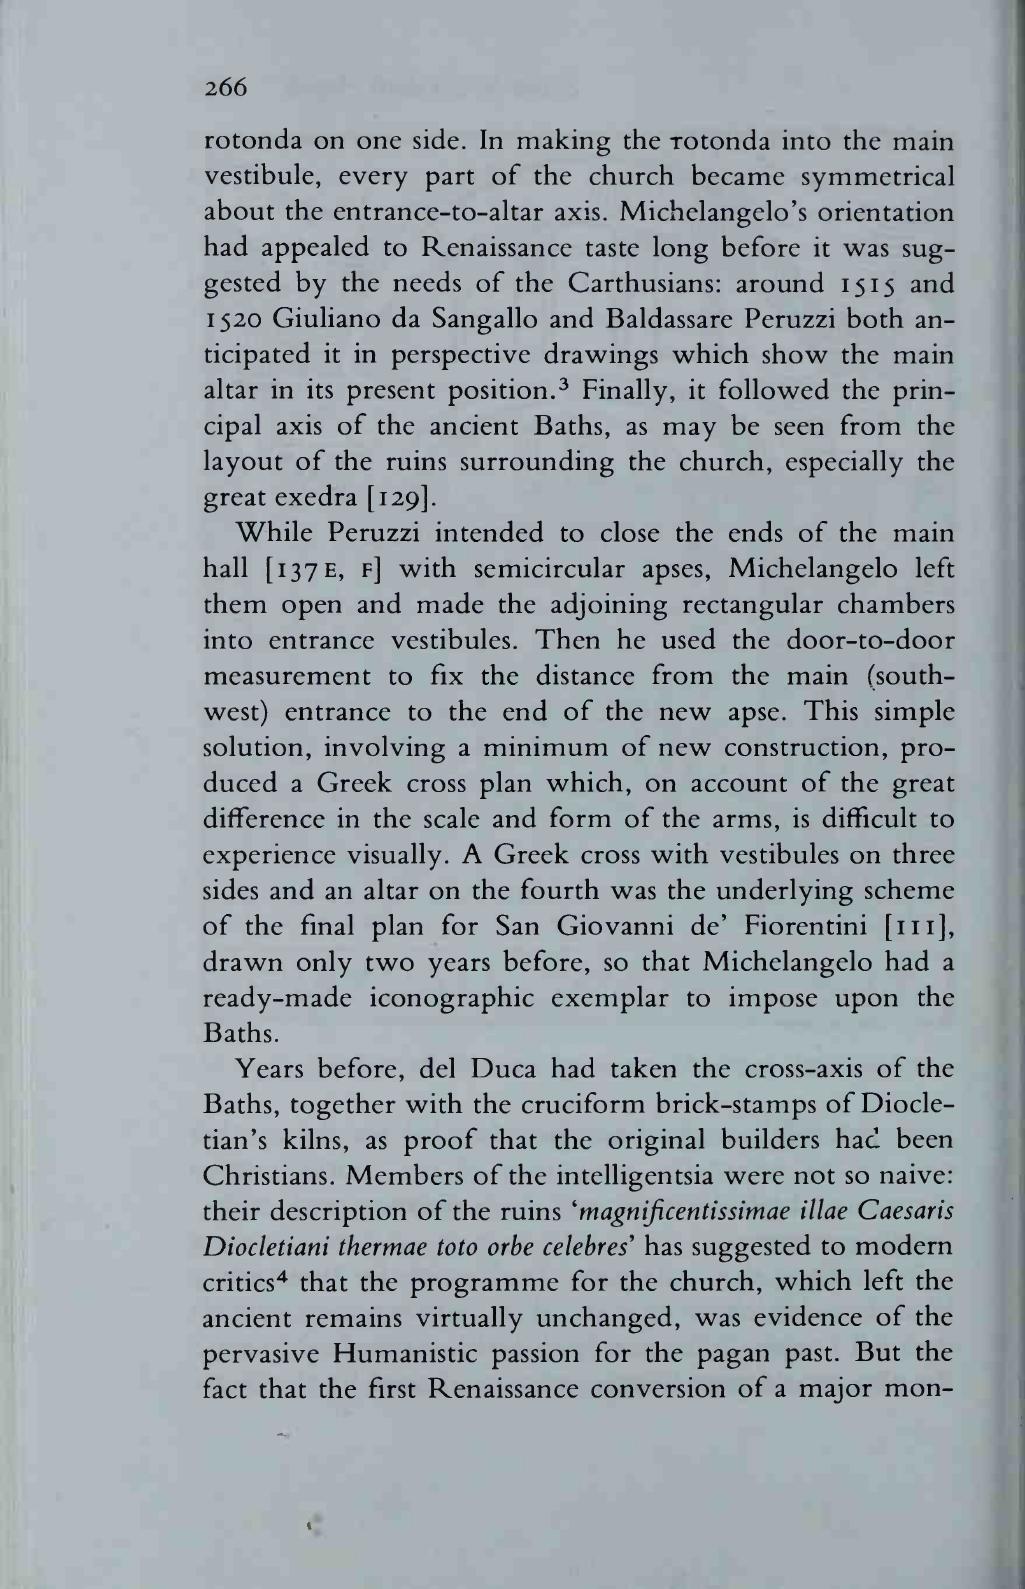 266
rotonda on one side. In making the rotonda into the main
vestibule, every part of the church became symmetrical
about the entrance-to-altar axis. Michelangelo's orientation
had appealed to Renaissance taste long before it was sug-
gested by the needs of the Carthusians: around 1515 and
1520 Giuliano da Sangallo and Baldassare Peruzzi both an-
ticipated it in perspective drawings which show the main
altar in its present position.³ Finally, it followed the prin-
cipal axis of the ancient Baths, as may be seen from the
layout of the ruins surrounding the church, especially the
great exedra [129].
While Peruzzi intended to close the ends of the main
hall [137 E, F] with semicircular apses, Michelangelo left
them open and made the adjoining rectangular chambers
into entrance vestibules. Then he used the door-to-door
measurement to fix the distance from the main (south-
west) entrance to the end of the new apse. This simple
solution, involving a minimum of new construction, pro-
duced a Greek cross plan which, on account of the great
difference in the scale and form of the arms, is difficult to
experience visually. A Greek cross with vestibules on three
sides and an altar on the fourth was the underlying scheme
of the final plan for San Giovanni de' Fiorentini [111],
drawn only two years before, so that Michelangelo had a
ready-made iconographic exemplar to impose upon the
Baths.
Years before, del Duca had taken the cross-axis of the
Baths, together with the cruciform brick-stamps of Diocle-
tian's kilns, as proof that the original builders had been
Christians. Members of the intelligentsia were not so naive:
their description of the ruins 'magnificentissimae illae Caesaris
Diocletiani thermae toto orbe celebres' has suggested to modern
critics⁴ that the programme for the church, which left the
ancient remains virtually unchanged, was evidence of the
pervasive Humanistic passion for the pagan past. But the
fact that the first Renaissance conversion of a major mon-